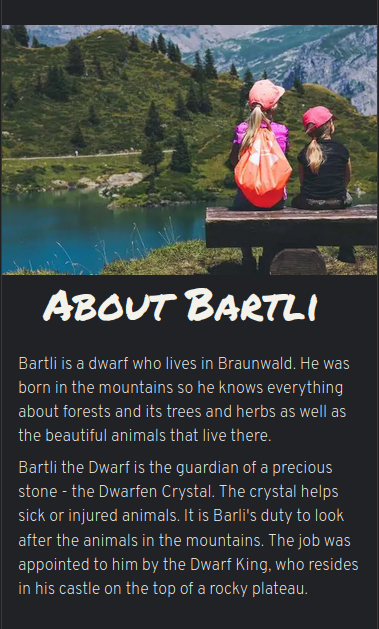 About Bartli
Bartli is a dwarf who lives in Braunwald. He was
born in the mountains so he knows everything
about forests and its trees and herbs as well as
the beautiful animals that live there.
Bartli the Dwarf is the guardian of a precious
stone - the Dwarfen Crystal. The crystal helps
sick or injured animals. It is Barli's duty to look
after the animals in the mountains. The job was
appointed to him by the Dwarf King, who resides
in his castle on the top of a rocky plateau.